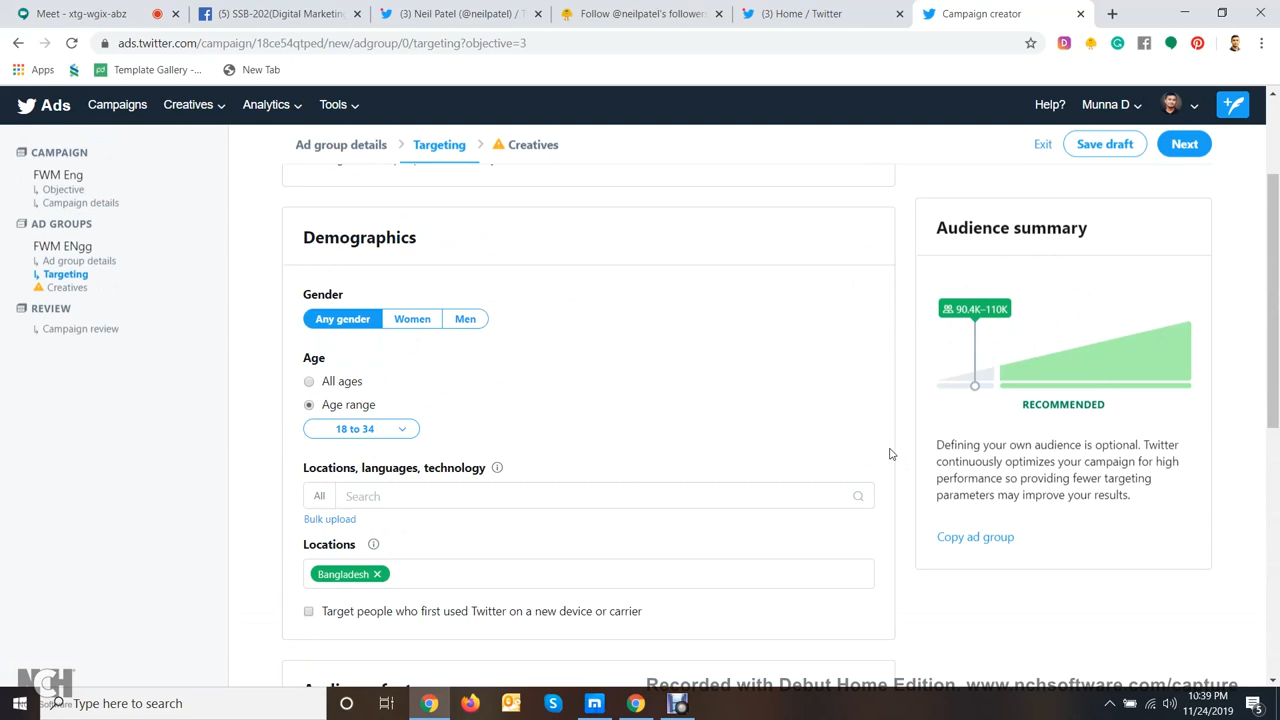 Meet - xtg-wgix-abz
(5) SSB-202(Digital Marketing
(3) Neil Patel (@neilpatel) / T
Follow @neilpatel's follower
(3) Home / Twitter
Campaign creator
ads.twitter.com/campaign/18ce54qtped/new/adgroup/0/targeting?objective=3
Apps
Template Gallery -...
New Tab
Ads
Campaigns
Creatives
Analytics
Tools
Help?
Munna D
CAMPAIGN
FWM Eng
Objective
Campaign details
AD GROUPS
FWM ENgg
Ad group details
Targeting
Creatives
REVIEW
Campaign review
Ad group details
Targeting
Creatives
Exit
Save draft
Next
Demographics
Gender
Any gender
Women
Men
Age
All ages
Age range
18 to 34
Locations, languages, technology
All
Search
Bulk upload
Locations
Bangladesh
Target people who first used Twitter on a new device or carrier
Audience summary
90.4K–110K
RECOMMENDED
Defining your own audience is optional. Twitter
continuously optimizes your campaign for high
performance so providing fewer targeting
parameters may improve your results.
Copy ad group
Recorded with Debut Home Edition. www.nchsoftware.com/capture
NCH
Software
Type here to search
10:39 PM
11/24/2019